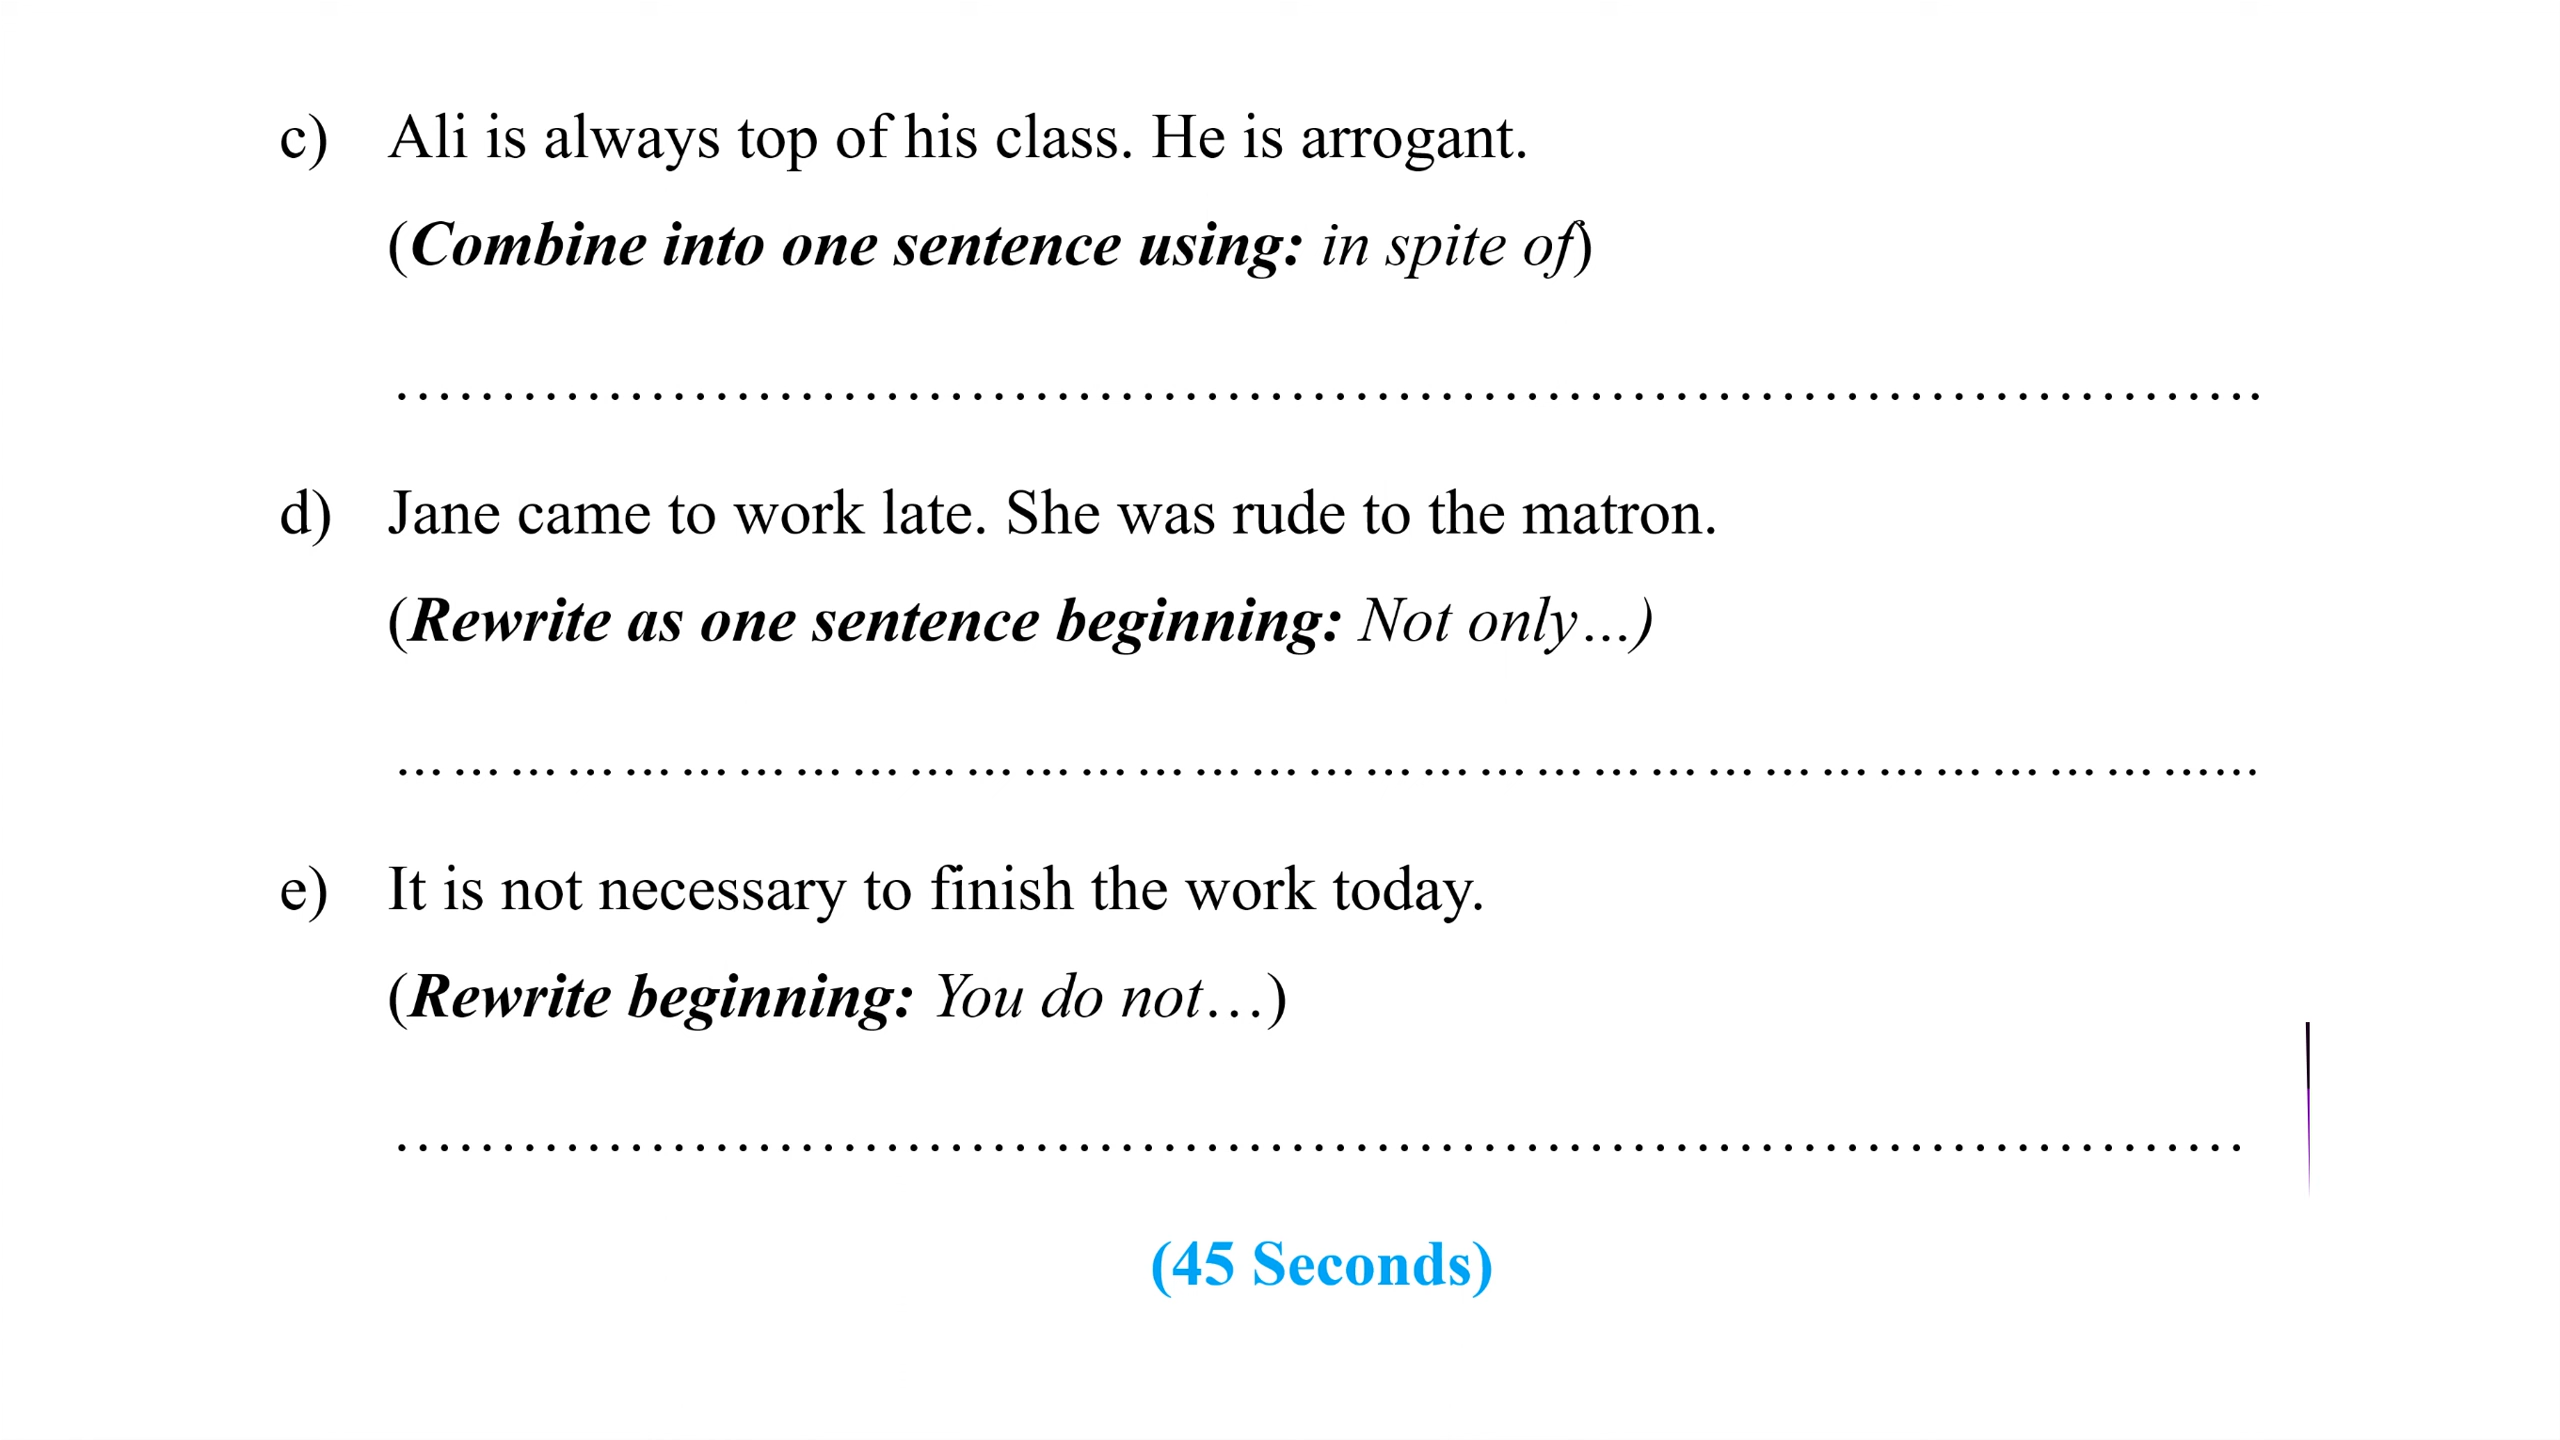 c) Ali is always top of his class. He is arrogant.
(Combine into one sentence using: in spite of)
………………………………………………………………………………….
d) Jane came to work late. She was rude to the matron.
(Rewrite as one sentence beginning: Not only…)
………………………………………………………………………………......
e) It is not necessary to finish the work today.
(Rewrite beginning: You do not…)
………………………………………………………………………………….
(45 Seconds)